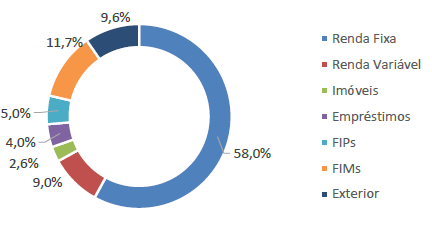 9,6%
11,7%
5,0%
4,0%
2,6%
9,0%
58,0%
Renda Fixa
Renda Variável
Imóveis
Empréstimos
FIPs
FIMs
Exterior